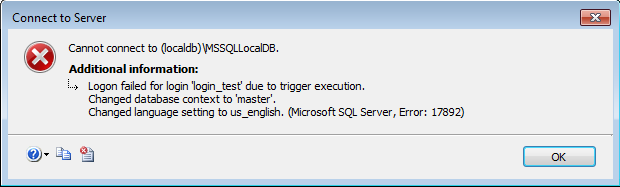 Connect to Server
Cannot connect to (localdb)\MSSQLLocalDB.
Additional information:
Logon failed for login 'login_test' due to trigger execution.
Changed database context to 'master'.
Changed language setting to us_english. (Microsoft SQL Server, Error: 17892)
OK